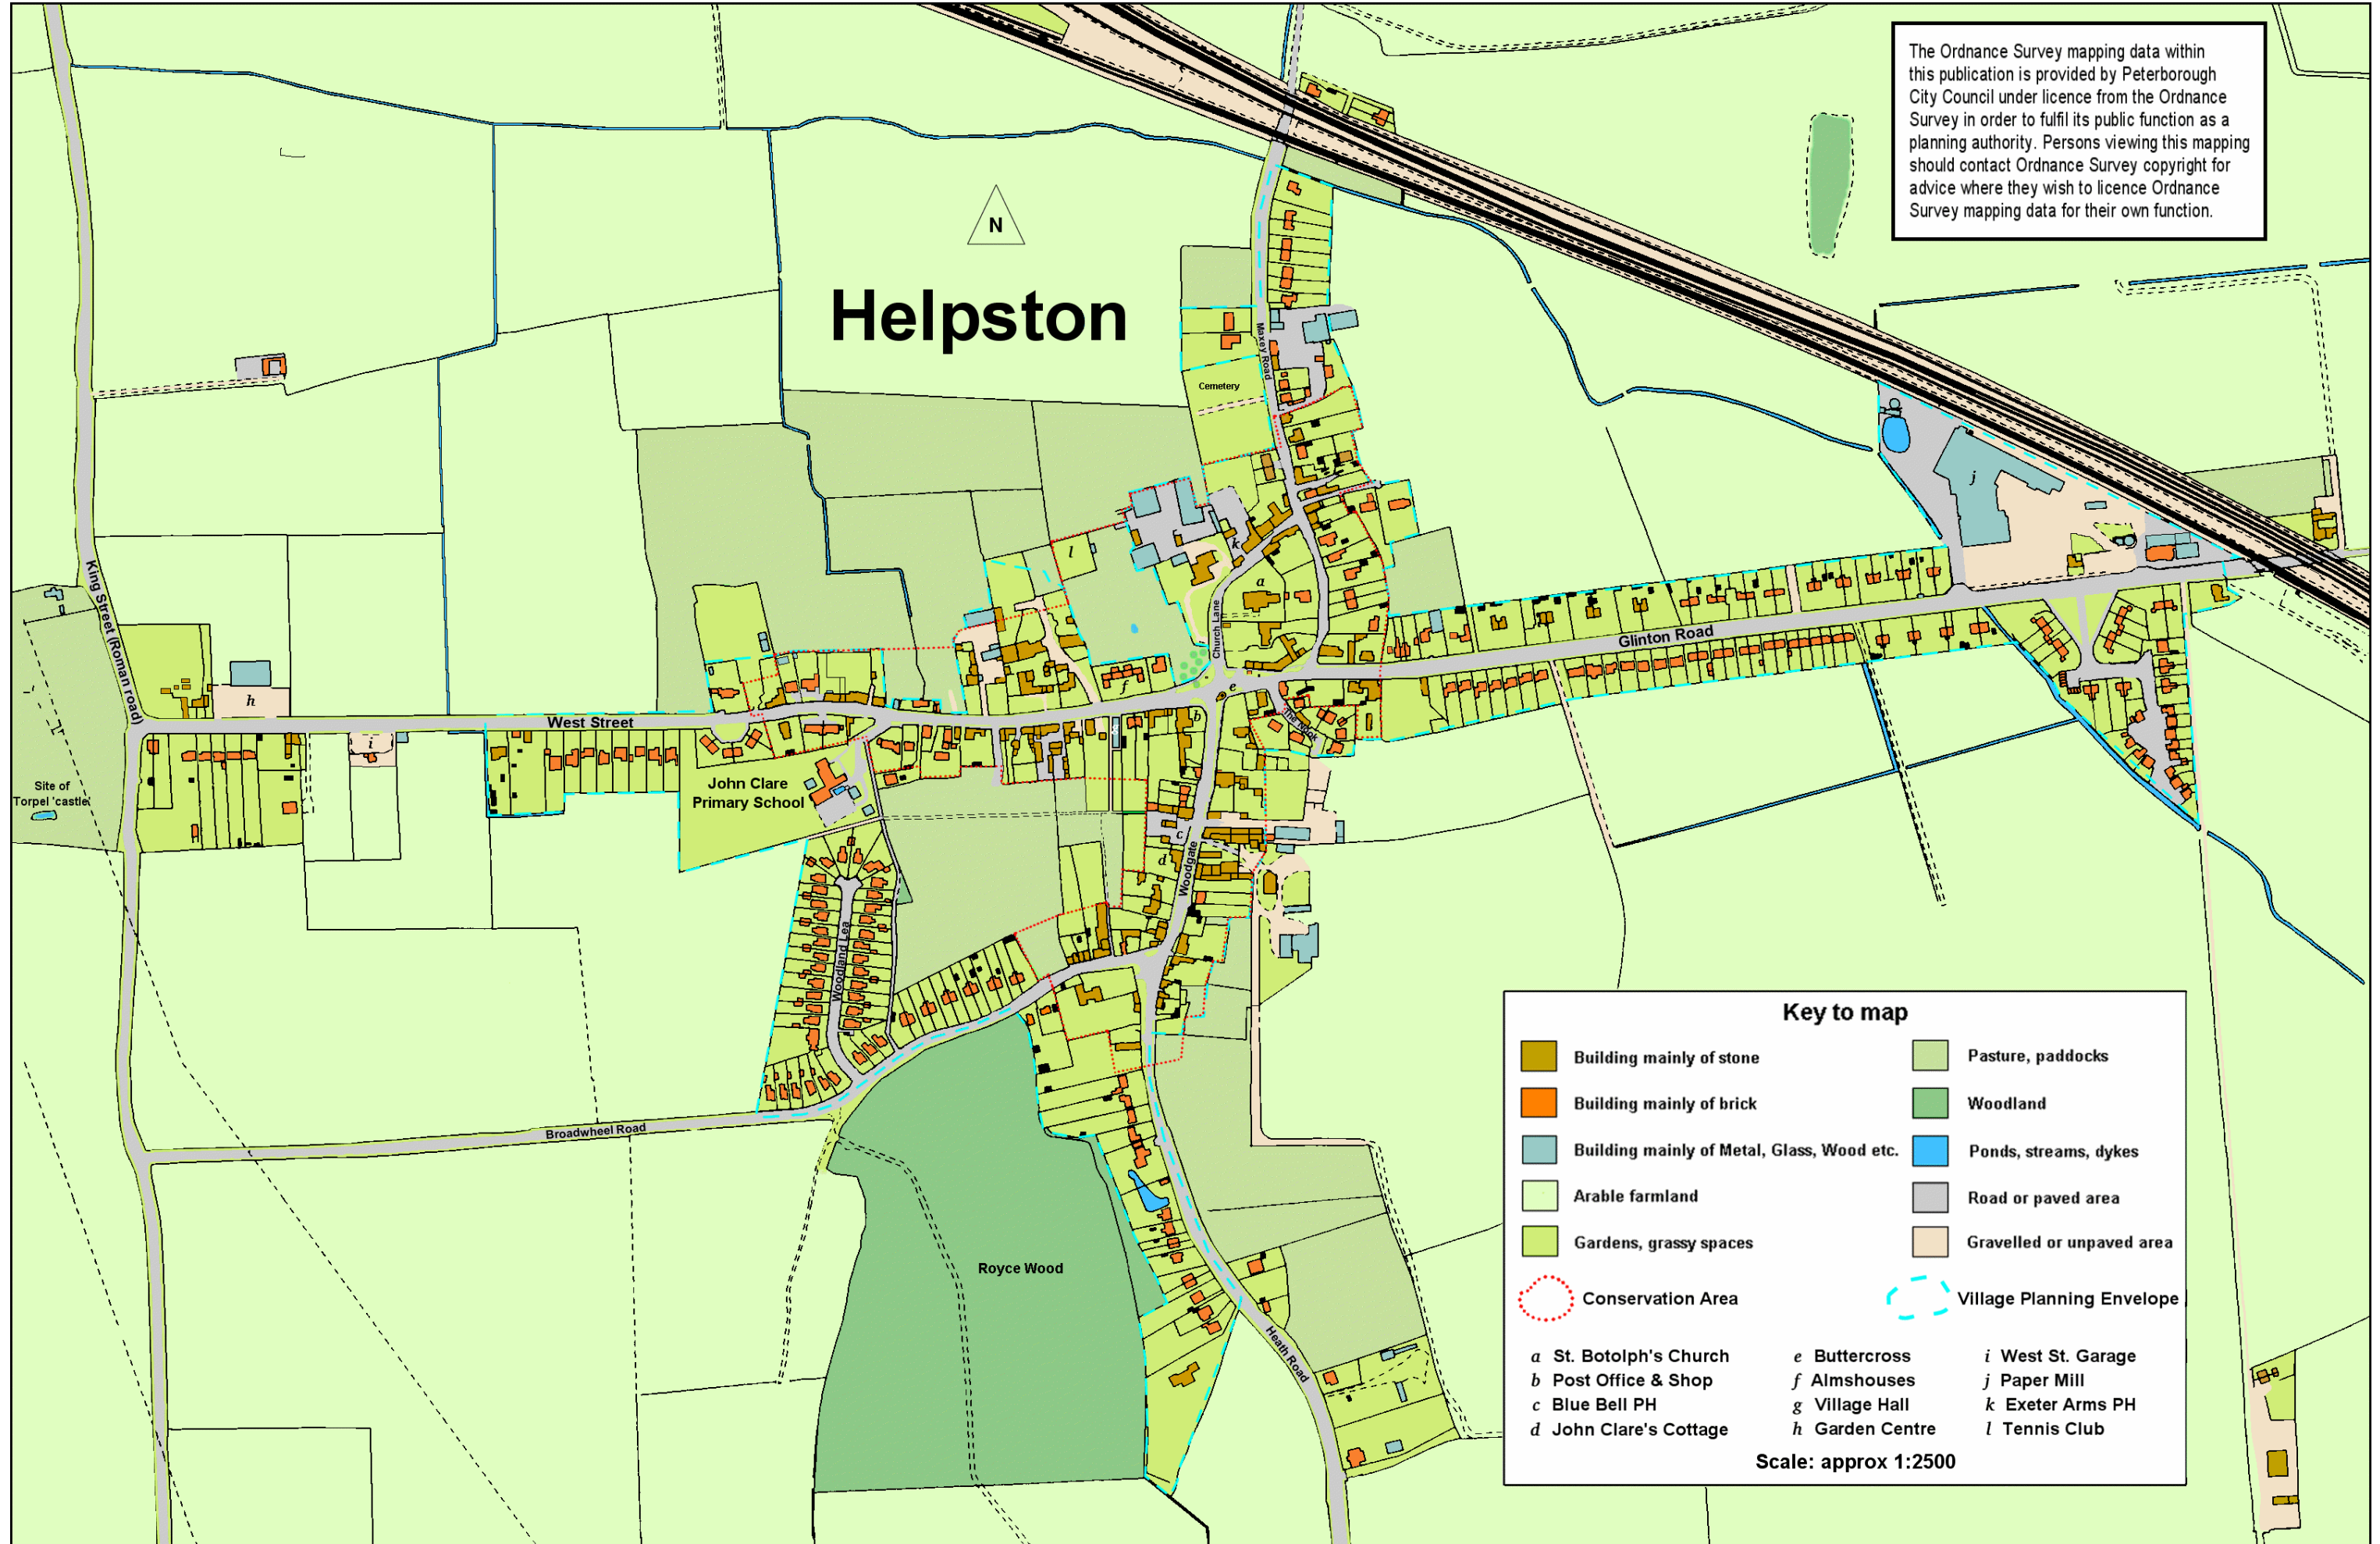 The Ordnance Survey mapping data within
this publication is provided by Peterborough
City Council under licence from the Ordnance
Survey in order to fulfil its public function as a
planning authority. Persons viewing this mapping
should contact Ordnance Survey copyright for
advice where they wish to licence Ordnance
Survey mapping data for their own function.
N
Helpston
Maxey Road
Cemetery
j
l
k
a
King Street (Roman road)
Church Lane
Glinton Road
h
f
e
West Street
b
The Nook
i
Site of
Torpel 'castle'
John Clare
Primary School
g
c
d
Woodgate
Woodland Lea
Broadwheel Road
Royce Wood
Heath Road
Key to map
Building mainly of stone
Pasture, paddocks
Building mainly of brick
Woodland
Building mainly of Metal, Glass, Wood etc.
Ponds, streams, dykes
Arable farmland
Road or paved area
Gardens, grassy spaces
Gravelled or unpaved area
Conservation Area
Village Planning Envelope
a St. Botolph's Church
b Post Office & Shop
c Blue Bell PH
d John Clare's Cottage
e Buttercross
f Almshouses
g Village Hall
h Garden Centre
i West St. Garage
j Paper Mill
k Exeter Arms PH
l Tennis Club
Scale: approx 1:2500